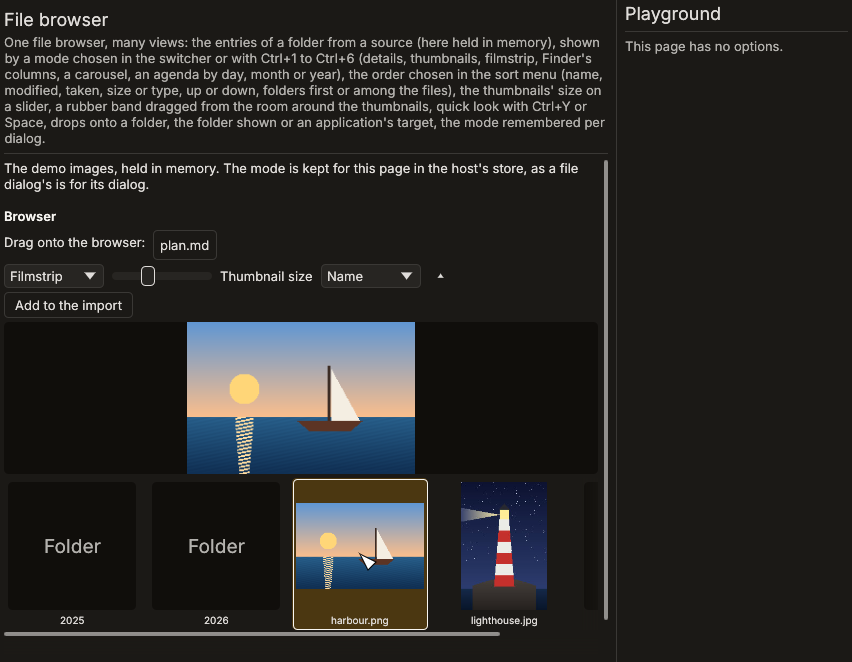 File browser
One file browser, many views: the entries of a folder from a source (here held in memory), shown
by a mode chosen in the switcher or with Ctrl+1 to Ctrl+6 (details, thumbnails, filmstrip, Finder's
columns, a carousel, an agenda by day, month or year), the order chosen in the sort menu (name,
modified, taken, size or type, up or down, folders first or among the files), the thumbnails' size on
a slider, a rubber band dragged from the room around the thumbnails, quick look with Ctrl+Y or
Space, drops onto a folder, the folder shown or an application's target, the mode remembered per
dialog.
The demo images, held in memory. The mode is kept for this page in the host's store, as a file
dialog's is for its dialog.
Browser
Drag onto the browser: plan.md
Filmstrip Thumbnail size Name
Add to the import
Folder Folder
2025 2026 harbour.png lighthouse.jpg
Playground
This page has no options.